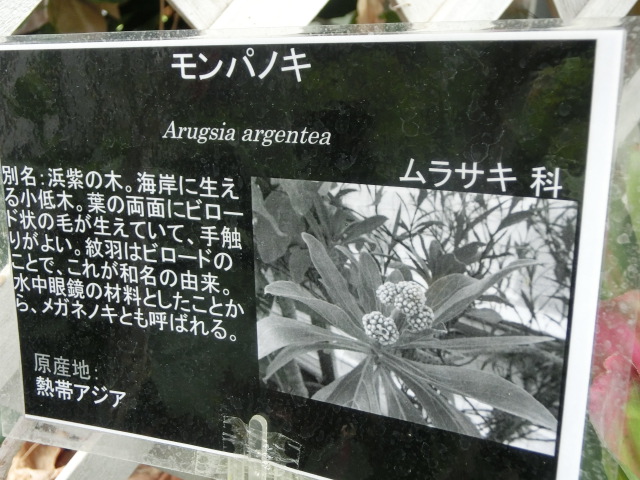 モンパノキ
Arugsia argentea
ムラサキ 科
別名：浜紫の木。海岸に生え
る小低木。葉の両面にビロー
ド状の毛が生えていて、手触
りがよい。紋羽はビロードの
ことで、これが和名の由来。
水中眼鏡の材料としたことか
ら、メガネノキとも呼ばれる。
原産地：
熱帯アジア